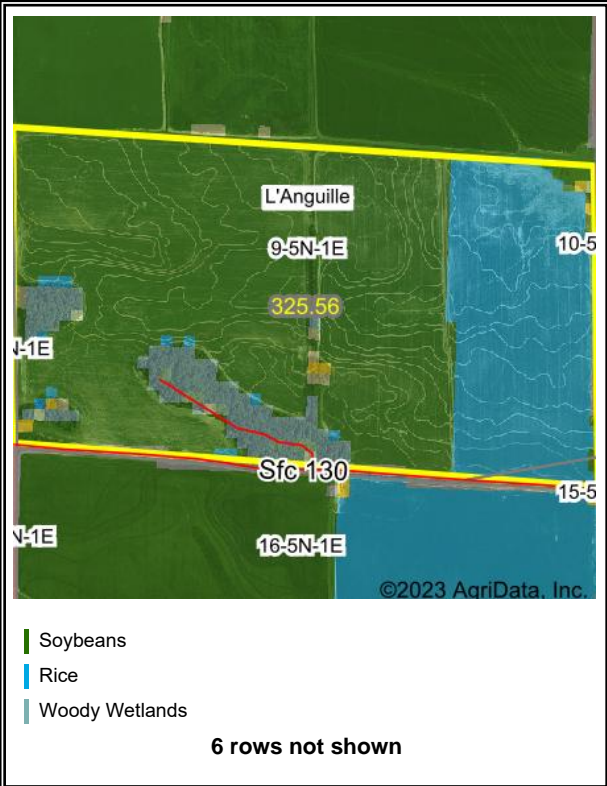 L'Anguille
9-5N-1E
10-5
325.56
N-1E
Sfc 130
15-5
N-1E
16-5N-1E
©2023 AgriData, Inc.
Soybeans
Rice
Woody Wetlands
6 rows not shown